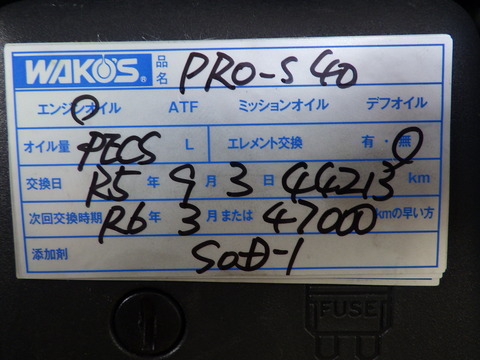 WAKO'S® 品名 PRO-S 40
エンジンオイル ATF ミッションオイル デフオイル
オイル量 PECS L エレメント交換 有・無
交換日 R5 年 9 月 3 日 44213 km
次回交換時期 R6 年 3 月または 47000 kmの早い方
添加剤 SOD-1
FUSE